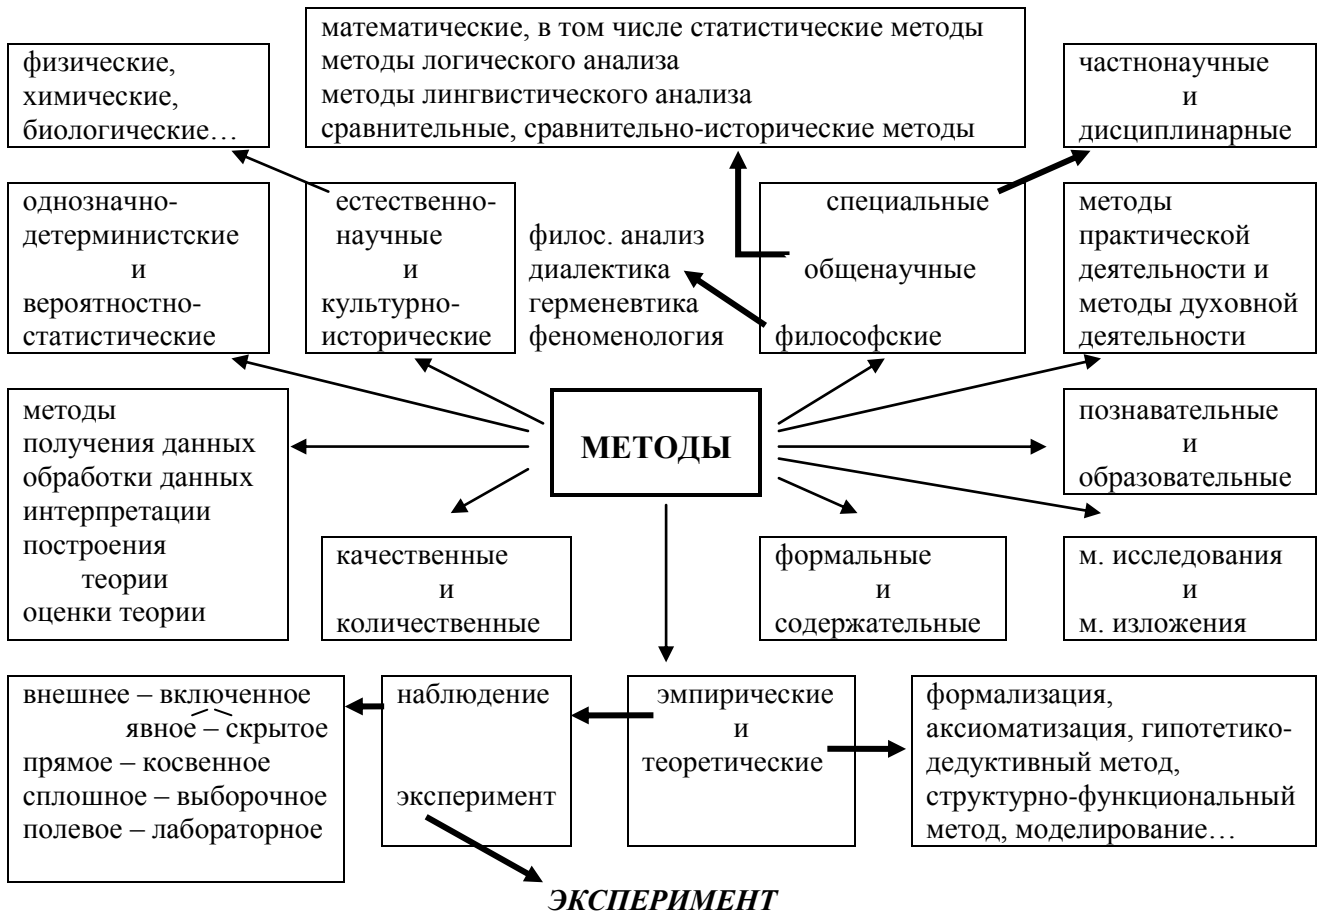 математические, в том числе статистические методы
методы логического анализа
методы лингвистического анализа
сравнительные, сравнительно-исторические методы
физические,
химические,
биологические…
частнонаучные
и
дисциплинарные
однозначно-
детерминистские
и
вероятностно-
статистические
естественно-
научные
и
культурно-
исторические
филос. анализ
диалектика
герменевтика
феноменология
специальные
общенаучные
философские
методы
практической
деятельности и
методы духовной
деятельности
методы
получения данных
обработки данных
интерпретации
построения
теории
оценки теории
МЕТОДЫ
познавательные
и
образовательные
качественные
и
количественные
формальные
и
содержательные
м. исследования
и
м. изложения
внешнее – включенное
явное – скрытое
прямое – косвенное
сплошное – выборочное
полевое – лабораторное
наблюдение
эксперимент
эмпирические
и
теоретические
формализация,
аксиоматизация, гипотетико-
дедуктивный метод,
структурно-функциональный
метод, моделирование…
ЭКСПЕРИМЕНТ